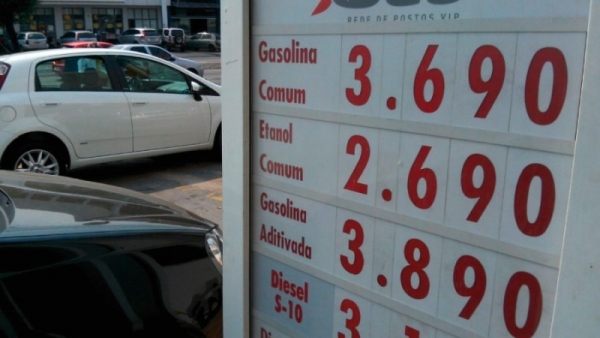 REDE DE POSTOS VIP
Gasolina
Comum
3.690
Etanol
Comum
2.690
Gasolina
Aditivada
3.890
Diesel
S-10